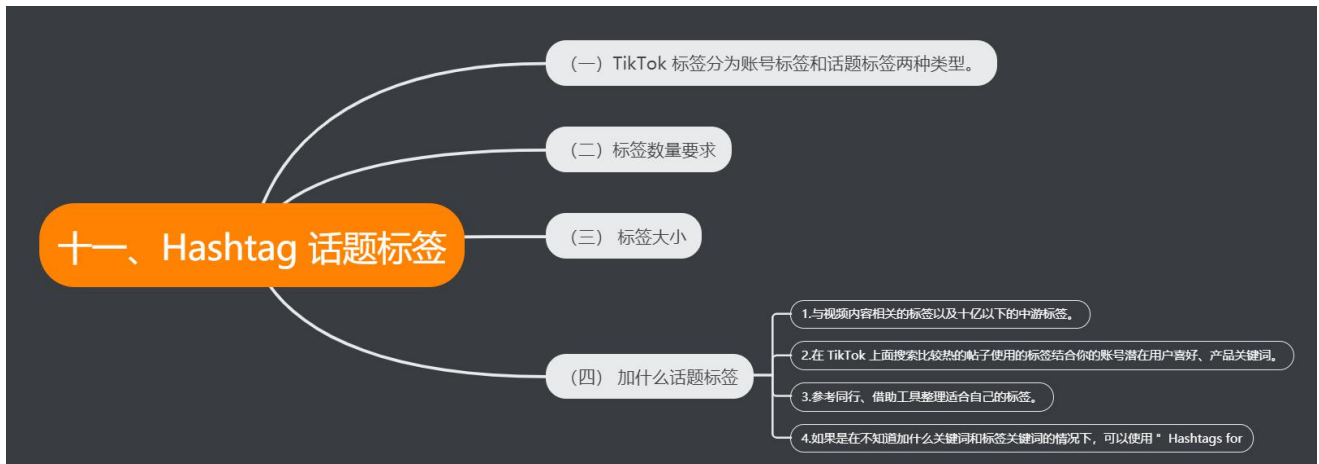 十一、Hashtag 话题标签
（一）TikTok 标签分为账号标签和话题标签两种类型。
（二）标签数量要求
（三） 标签大小
（四） 加什么话题标签
1.与视频内容相关的标签以及十亿以下的中游标签。
2.在 TikTok 上面搜索比较热的帖子使用的标签结合你的账号潜在用户喜好、产品关键词。
3.参考同行、借助工具整理适合自己的标签。
4.如果是在不知道加什么关键词和标签关键词的情况下，可以使用 " Hashtags for